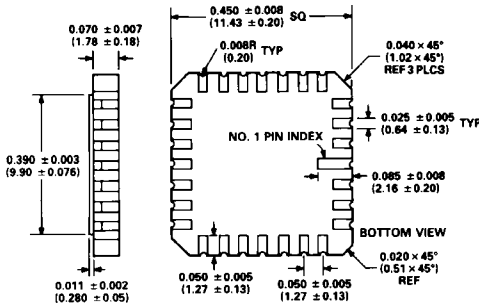 0.450 ± 0.008 SQ
(11.43 ± 0.20)
0.070 ± 0.007
(1.78 ± 0.18)
0.008R TYP
(0.20)
0.040 × 45°
(1.02 × 45°)
REF 3 PLCS
0.025 ± 0.005 TYP
(0.64 ± 0.13)
NO. 1 PIN INDEX
0.390 ± 0.003
(9.90 ± 0.076)
0.085 ± 0.008
(2.16 ± 0.20)
BOTTOM VIEW
0.020 × 45°
(0.51 × 45°)
REF
0.011 ± 0.002
(0.280 ± 0.05)
0.050 ± 0.005
(1.27 ± 0.13)
0.050 ± 0.005
(1.27 ± 0.13)